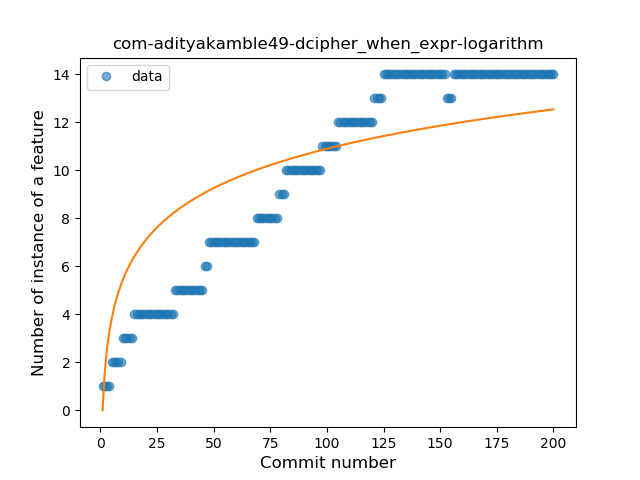 com-adityakamble49-dcipher_when_expr-logarithm
data
Number of instance of a feature
14
12
10
8
6
4
2
0
0 25 50 75 100 125 150 175 200
Commit number